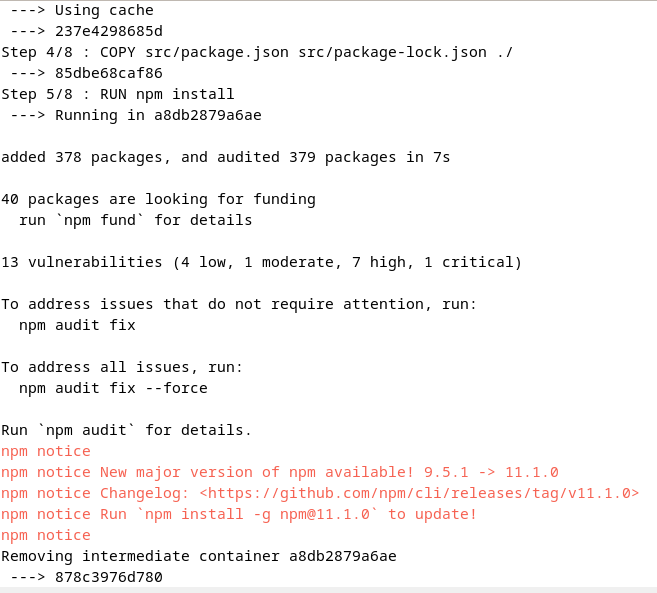 ---> Using cache
---> 237e4298685d
Step 4/8 : COPY src/package.json src/package-lock.json ./
---> 85dbe68caf86
Step 5/8 : RUN npm install
---> Running in a8db2879a6ae
added 378 packages, and audited 379 packages in 7s
40 packages are looking for funding
run `npm fund` for details
13 vulnerabilities (4 low, 1 moderate, 7 high, 1 critical)
To address issues that do not require attention, run:
npm audit fix
To address all issues, run:
npm audit fix --force
Run `npm audit` for details.
npm notice
npm notice New major version of npm available! 9.5.1 -> 11.1.0
npm notice Changelog: <https://github.com/npm/cli/releases/tag/v11.1.0>
npm notice Run `npm install -g npm@11.1.0` to update!
npm notice
Removing intermediate container a8db2879a6ae
---> 878c3976d780